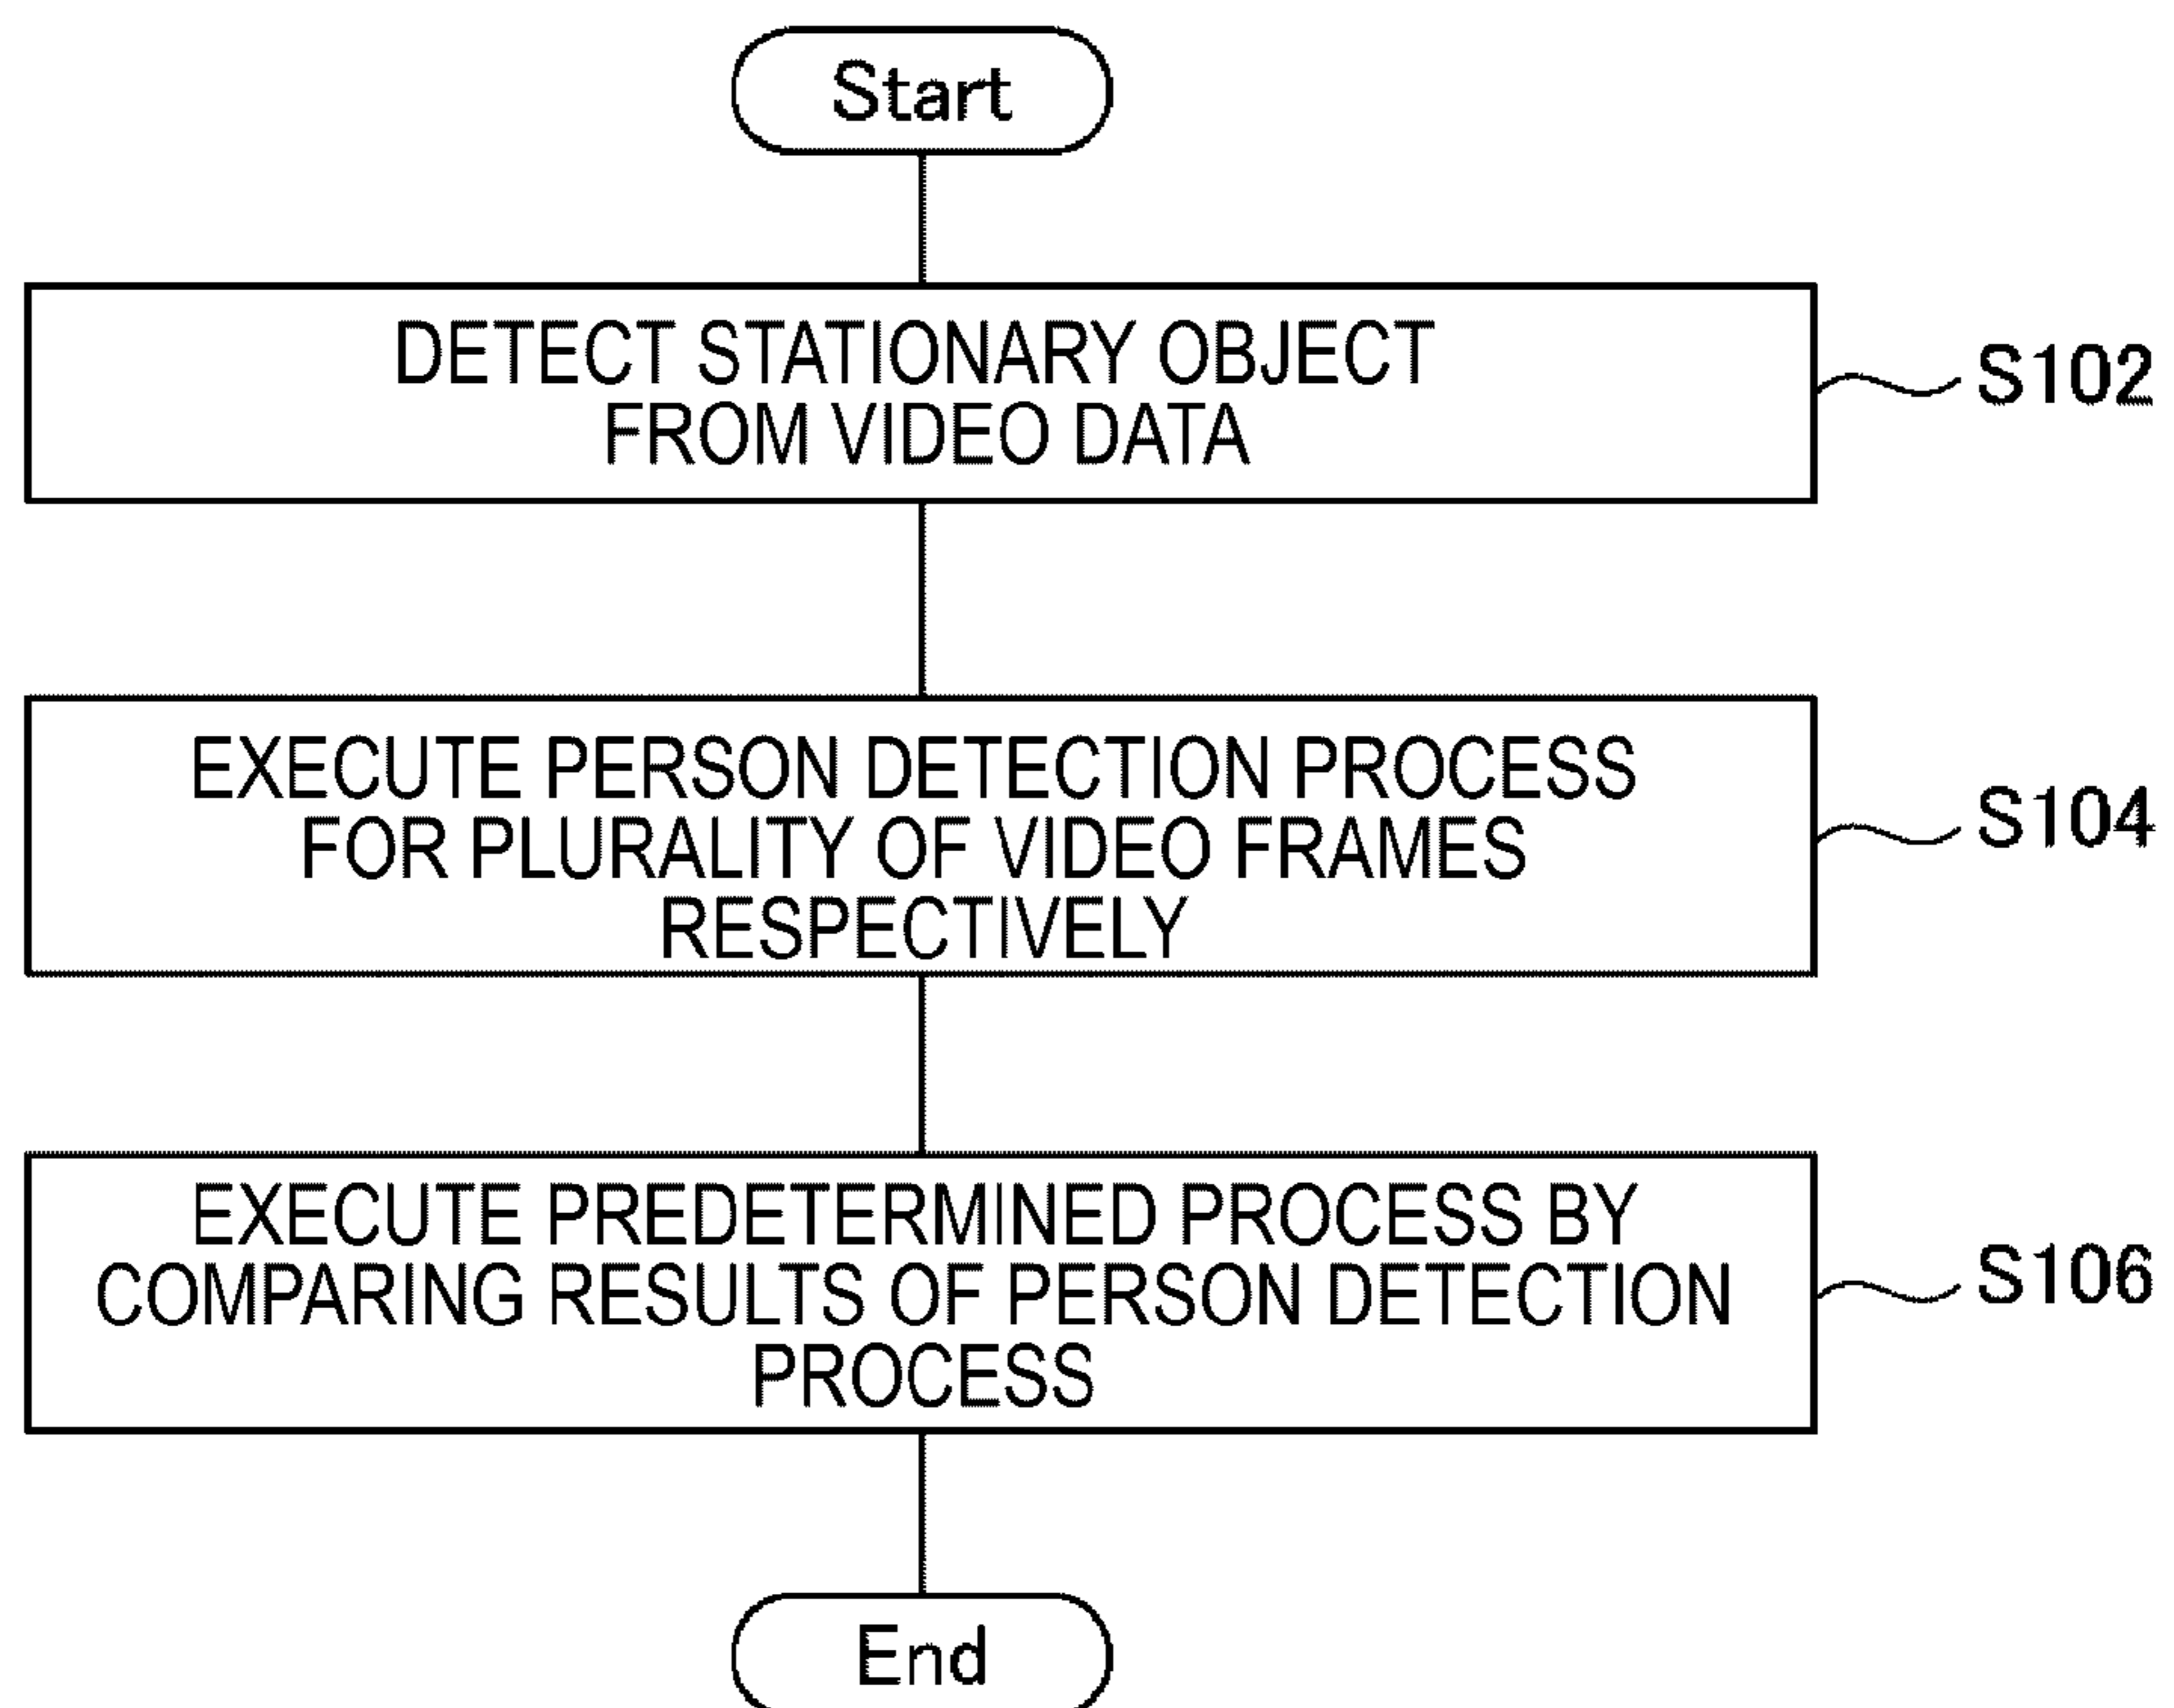 Start
DETECT STATIONARY OBJECT
FROM VIDEO DATA
S102
EXECUTE PERSON DETECTION PROCESS
FOR PLURALITY OF VIDEO FRAMES
RESPECTIVELY
S104
EXECUTE PREDETERMINED PROCESS BY
COMPARING RESULTS OF PERSON DETECTION
PROCESS
S106
End